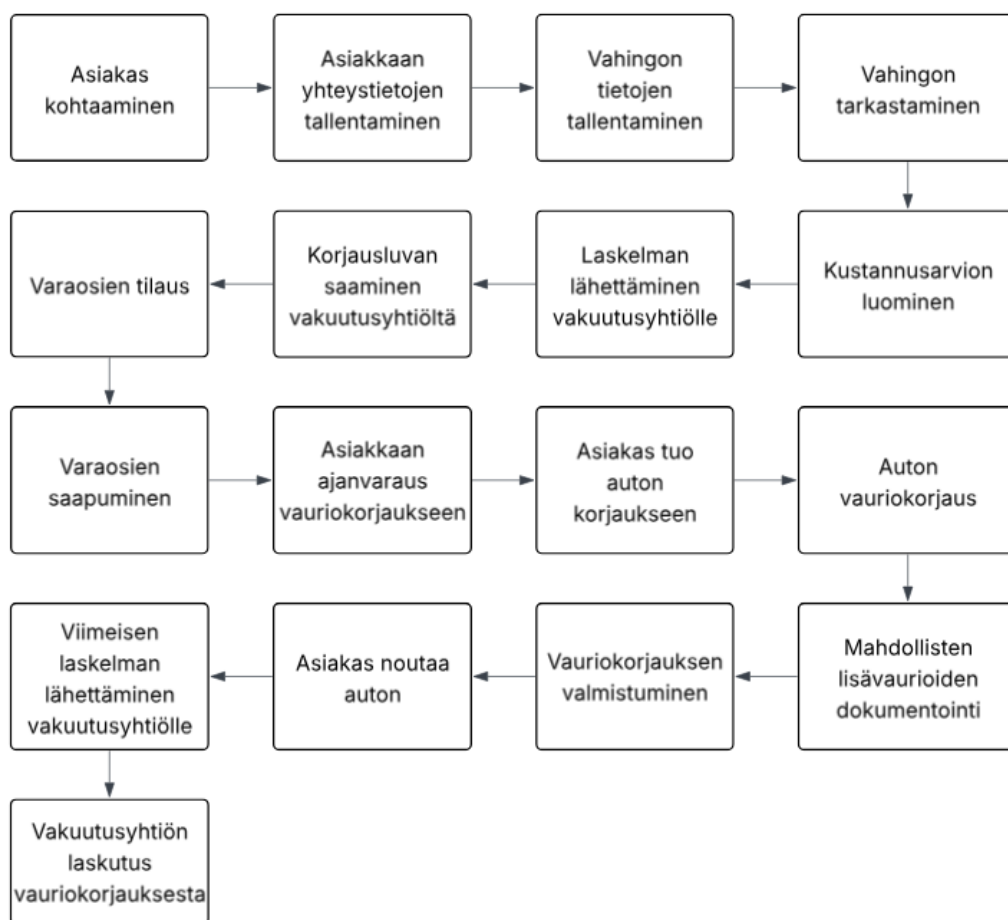 Asiakas
kohtaaminen
Asiakkaan
yhteystietojen
tallentaminen
Vahingon
tietojen
tallentaminen
Vahingon
tarkastaminen
Kustannusarvion
luominen
Laskelman
lähettäminen
vakuutusyhtiölle
Korjausluvan
saaminen
vakuutusyhtiöltä
Varaosien tilaus
Varaosien
saapuminen
Asiakkaan
ajanvaraus
vauriokorjaukseen
Asiakas tuo
auton
korjaukseen
Auton
vauriokorjaus
Mahdollisten
lisävaurioiden
dokumentointi
Vauriokorjauksen
valmistuminen
Asiakas noutaa
auton
Viimeisen
laskelman
lähettäminen
vakuutusyhtiölle
Vakuutusyhtiön
laskutus
vauriokorjauksesta